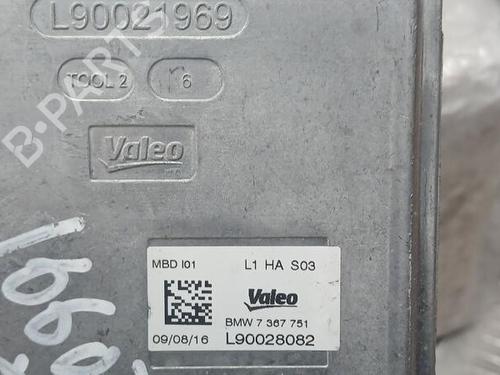 L90021969
TOOL 2
6
Valeo
B-PARTS
MBD I01
L1 HA S03
Valeo
BMW 7 367 751
09/08/16
L90028082